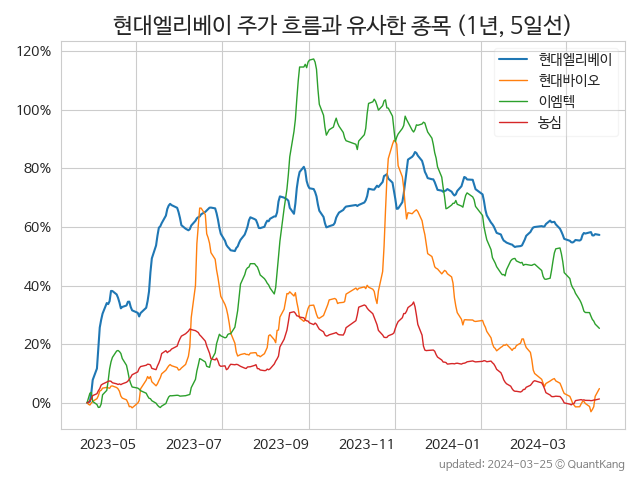 현대엘리베이 주가 흐름과 유사한 종목 (1년, 5일선)
120%
100%
80%
60%
40%
20%
0%
현대엘리베이
현대바이오
이엠텍
농심
2023-05
2023-07
2023-09
2023-11
2024-01
2024-03
updated: 2024-03-25 © QuantKang